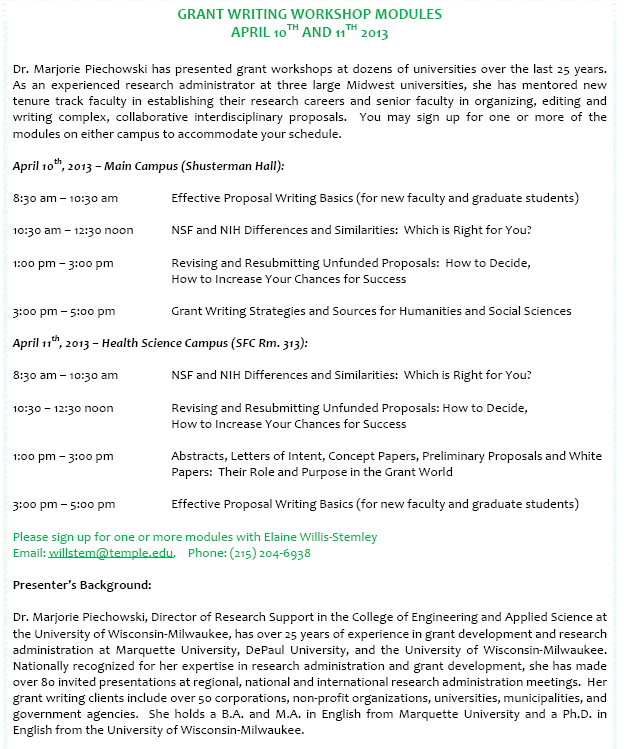 GRANT WRITING WORKSHOP MODULES
APRIL 10TH AND 11TH 2013
Dr. Marjorie Piechowski has presented grant workshops at dozens of universities over the last 25 years.
As an experienced research administrator at three large Midwest universities, she has mentored new
tenure track faculty in establishing their research careers and senior faculty in organizing, editing and
writing complex, collaborative interdisciplinary proposals. You may sign up for one or more of the
modules on either campus to accommodate your schedule.
April 10th, 2013 – Main Campus (Shusterman Hall):
8:30 am – 10:30 am Effective Proposal Writing Basics (for new faculty and graduate students)
10:30 am – 12:30 noon NSF and NIH Differences and Similarities: Which is Right for You?
1:00 pm – 3:00 pm Revising and Resubmitting Unfunded Proposals: How to Decide,
How to Increase Your Chances for Success
3:00 pm – 5:00 pm Grant Writing Strategies and Sources for Humanities and Social Sciences
April 11th, 2013 – Health Science Campus (SFC Rm. 313):
8:30 am – 10:30 am NSF and NIH Differences and Similarities: Which is Right for You?
10:30 – 12:30 noon Revising and Resubmitting Unfunded Proposals: How to Decide,
How to Increase Your Chances for Success
1:00 pm – 3:00 pm Abstracts, Letters of Intent, Concept Papers, Preliminary Proposals and White
Papers: Their Role and Purpose in the Grant World
3:00 pm – 5:00 pm Effective Proposal Writing Basics (for new faculty and graduate students)
Please sign up for one or more modules with Elaine Willis-Stemley
Email: willstem@temple.edu. Phone: (215) 204-6938
Presenter's Background:
Dr. Marjorie Piechowski, Director of Research Support in the College of Engineering and Applied Science at
the University of Wisconsin-Milwaukee, has over 25 years of experience in grant development and research
administration at Marquette University, DePaul University, and the University of Wisconsin-Milwaukee.
Nationally recognized for her expertise in research administration and grant development, she has made
over 80 invited presentations at regional, national and international research administration meetings. Her
grant writing clients include over 50 corporations, non-profit organizations, universities, municipalities, and
government agencies. She holds a B.A. and M.A. in English from Marquette University and a Ph.D. in
English from the University of Wisconsin-Milwaukee.